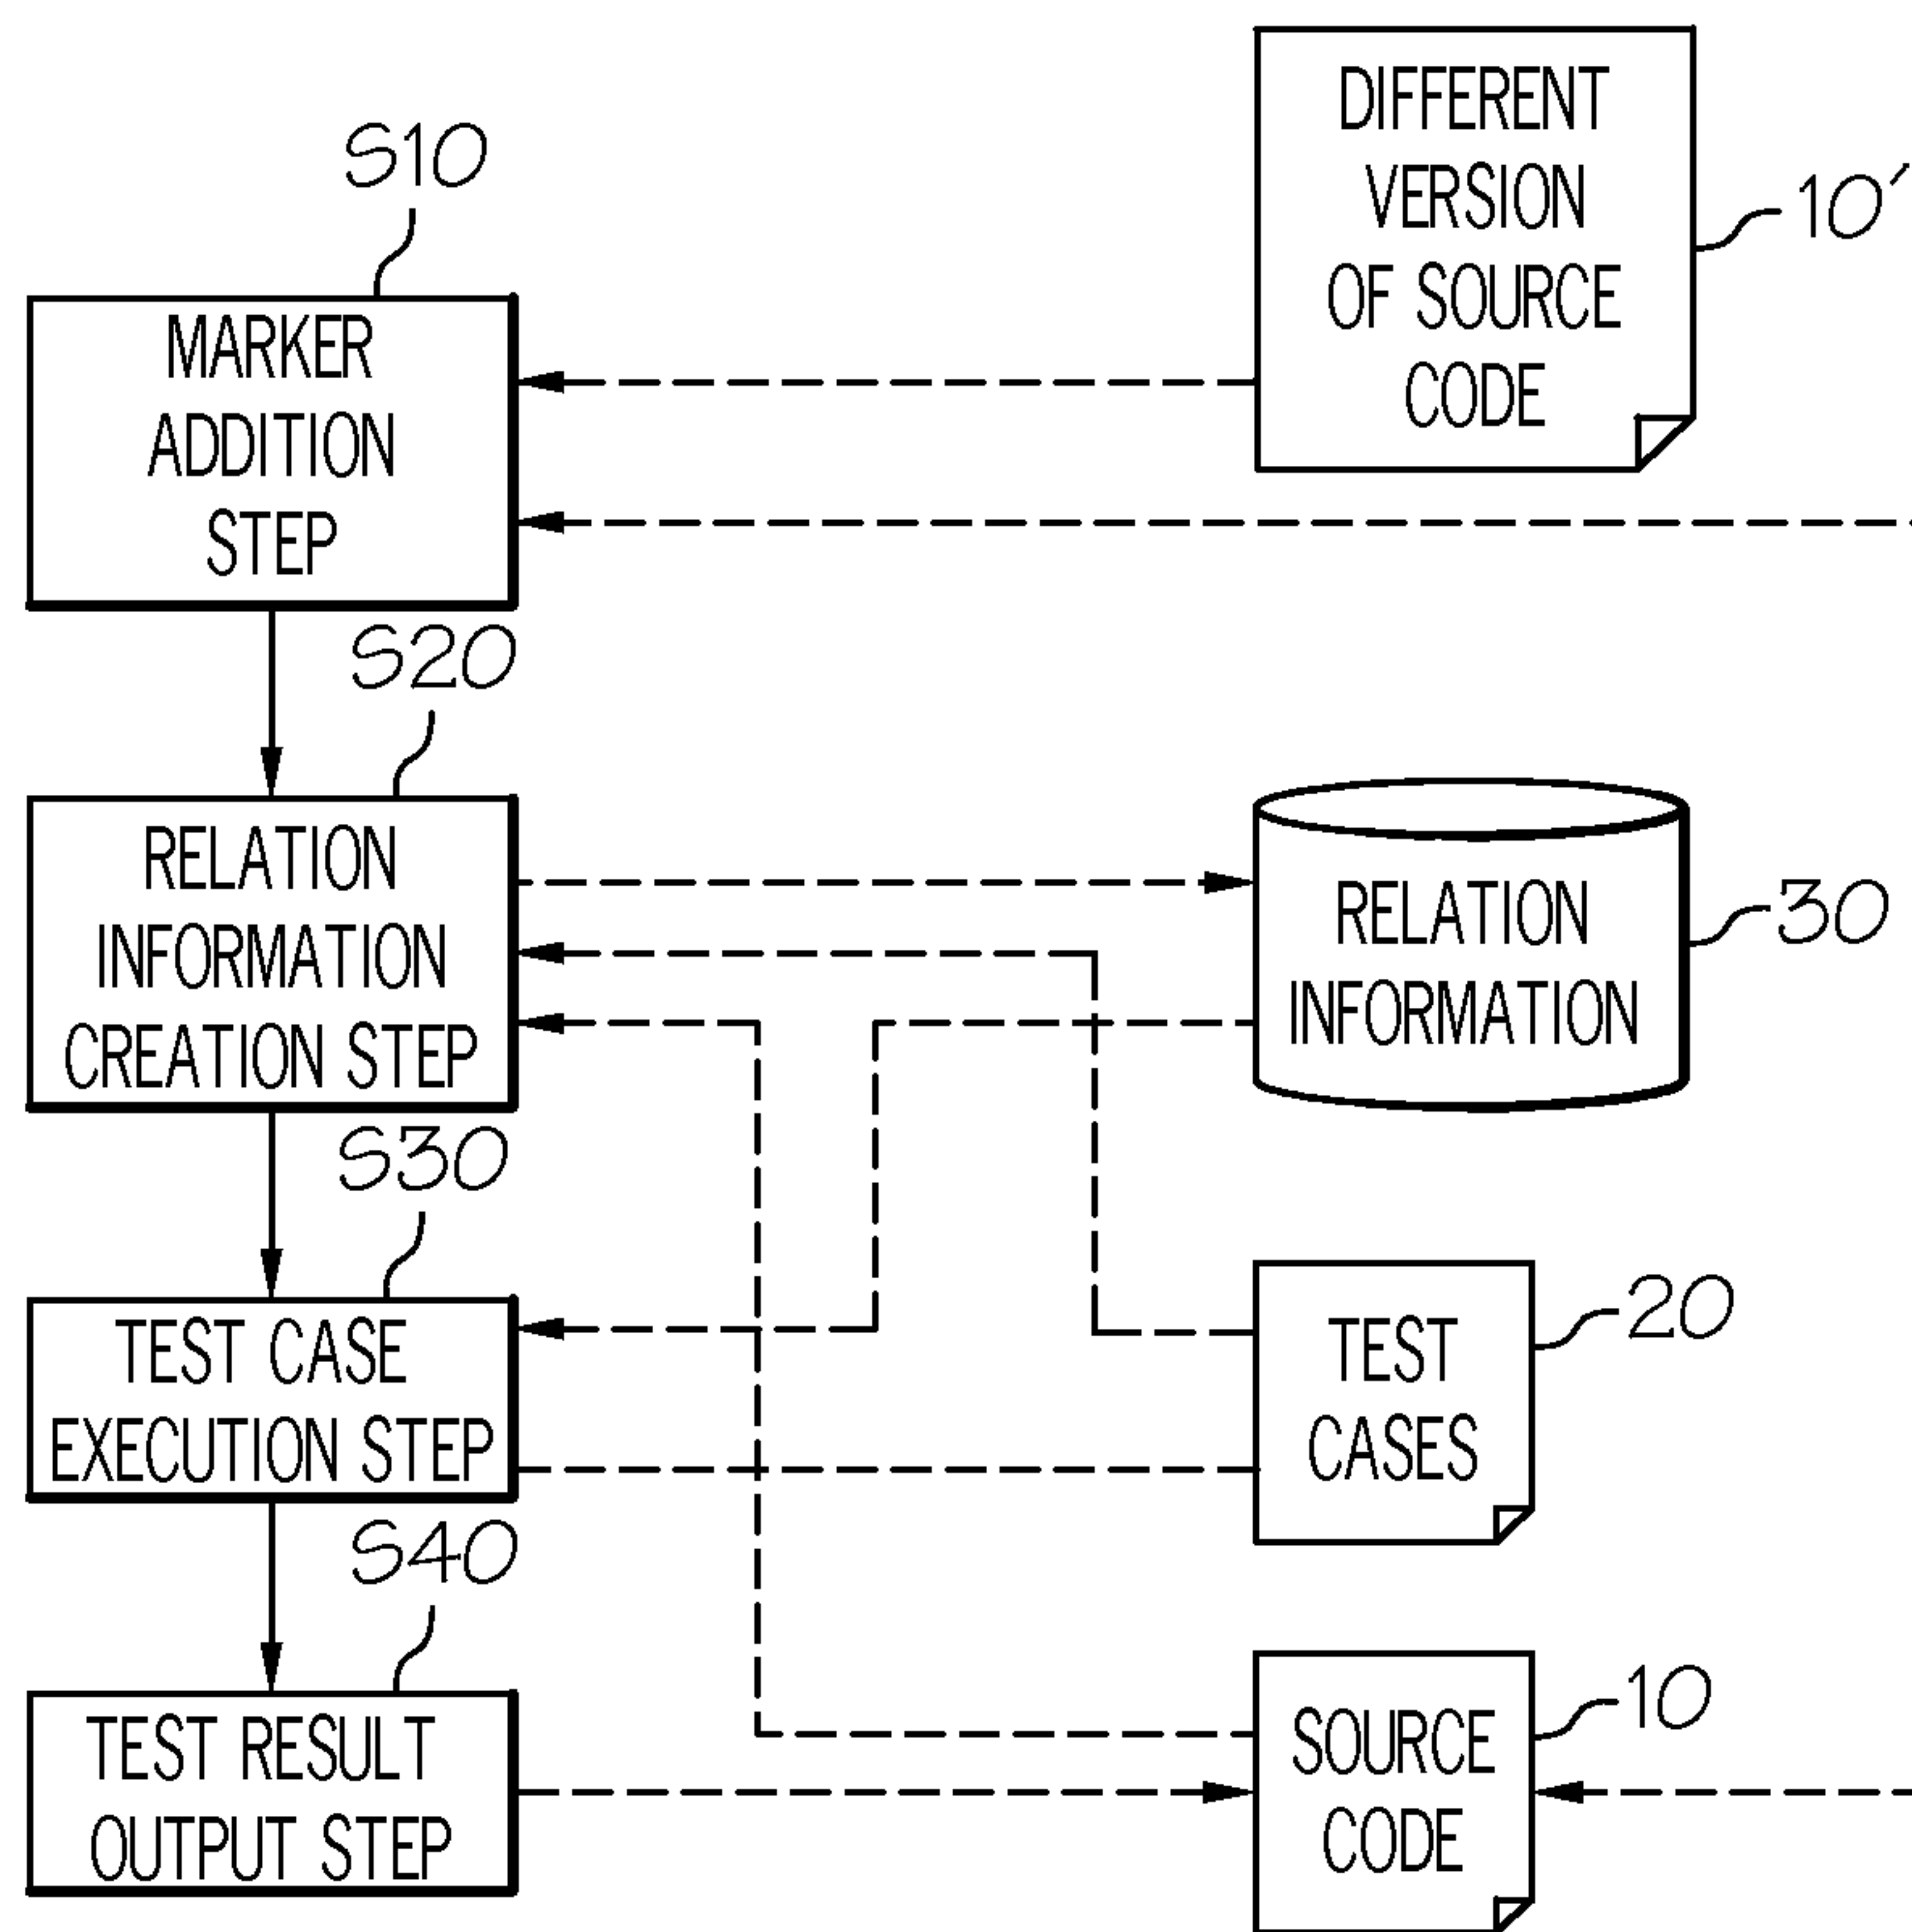 S10
MARKER
ADDITION
STEP
DIFFERENT
VERSION
OF SOURCE
CODE
10′
S20
RELATION
INFORMATION
CREATION STEP
RELATION
INFORMATION
30
S30
TEST CASE
EXECUTION STEP
TEST
CASES
20
S40
TEST RESULT
OUTPUT STEP
SOURCE
CODE
10